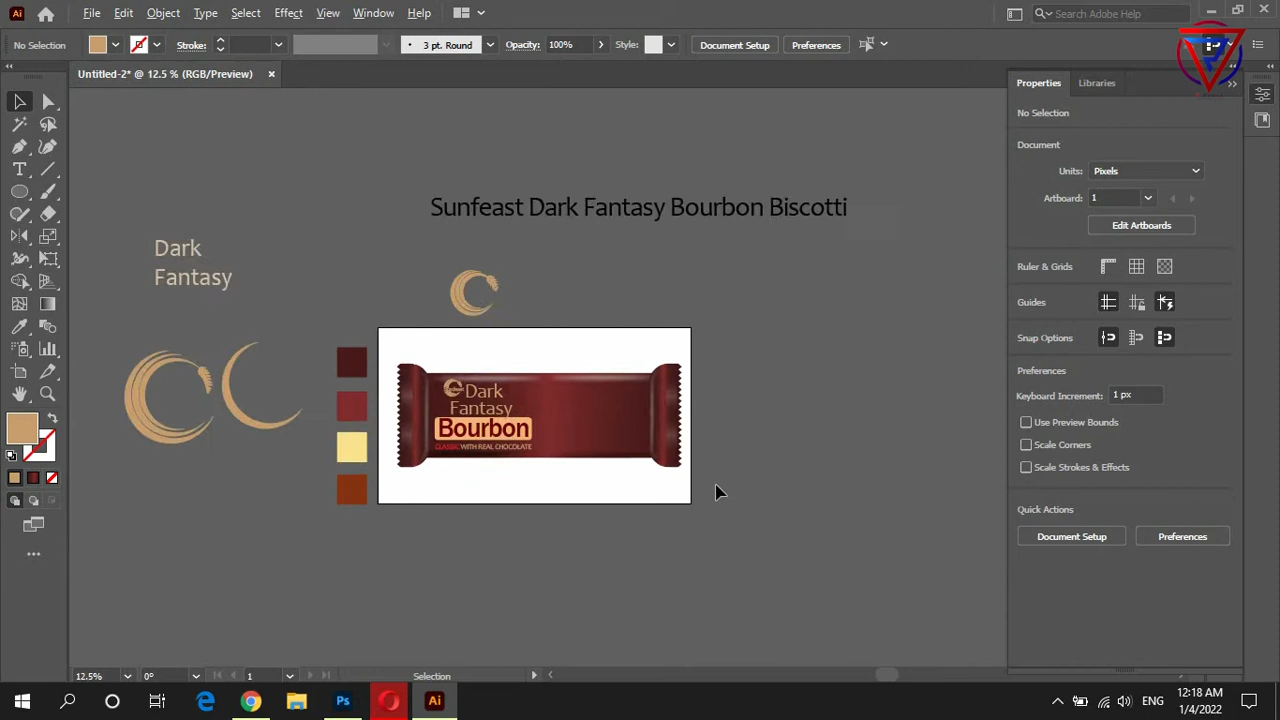 Ai File Edit Object Type Select Effect View Window Help Search Adobe Help
No Selection Stroke: 3 pt. Round Opacity: 100% Style: Document Setup Preferences
Untitled-2* @ 12.5 % (RGB/Preview)
Properties Libraries
No Selection
Document
Units: Pixels
Artboard: 1
Edit Artboards
Ruler & Grids
Guides
Snap Options
Preferences
Keyboard Increment: 1 px
Use Preview Bounds
Scale Corners
Scale Strokes & Effects
Quick Actions
Document Setup Preferences
Sunfeast Dark Fantasy Bourbon Biscotti
Dark
Fantasy
Dark
Fantasy
Bourbon
CLASSIC WITH REAL CHOCOLATE
12.5% 0° 1 Selection
Ps Ai ENG 12:18 AM
1/4/2022